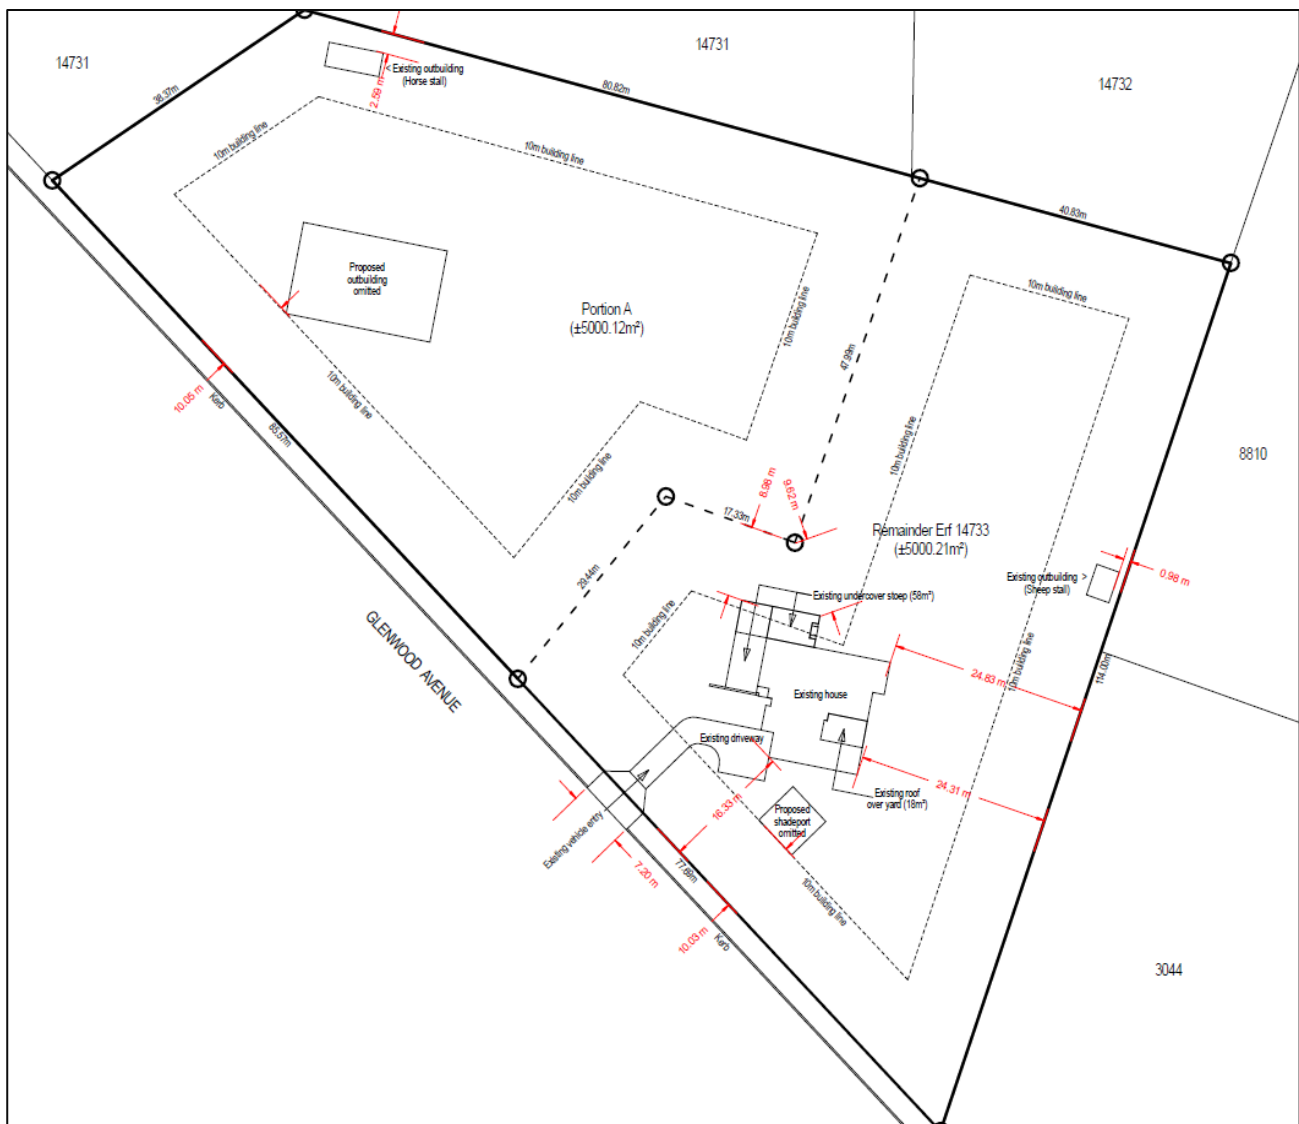 14731
14731
14732
38.37m
80.82m
< Existing outbuilding
(Horse stall)
2.59 m
10m building line
10m building line
40.83m
Proposed
outbuilding
omitted
Portion A
(±5000.12m²)
10m building line
10m building line
47.99m
10m building line
10.05 m
Kerb
85.57m
10m building line
10m building line
8810
8.98 m
9.62 m
17.33m
Remainder Erf 14733
(±5000.21m²)
29.44m
Existing outbuilding >
(Sheep stall)
0.98 m
Existing undercover stoep (58m²)
10m building line
GLENWOOD AVENUE
10m building line
114.00m
24.83 m
Existing house
Existing driveway
24.31 m
Existing roof
over yard (18m²)
16.33 m
Proposed
shadeport
omitted
Existing vehicle entry
7.20 m
77.69m
10m building line
10.03 m
Kerb
3044